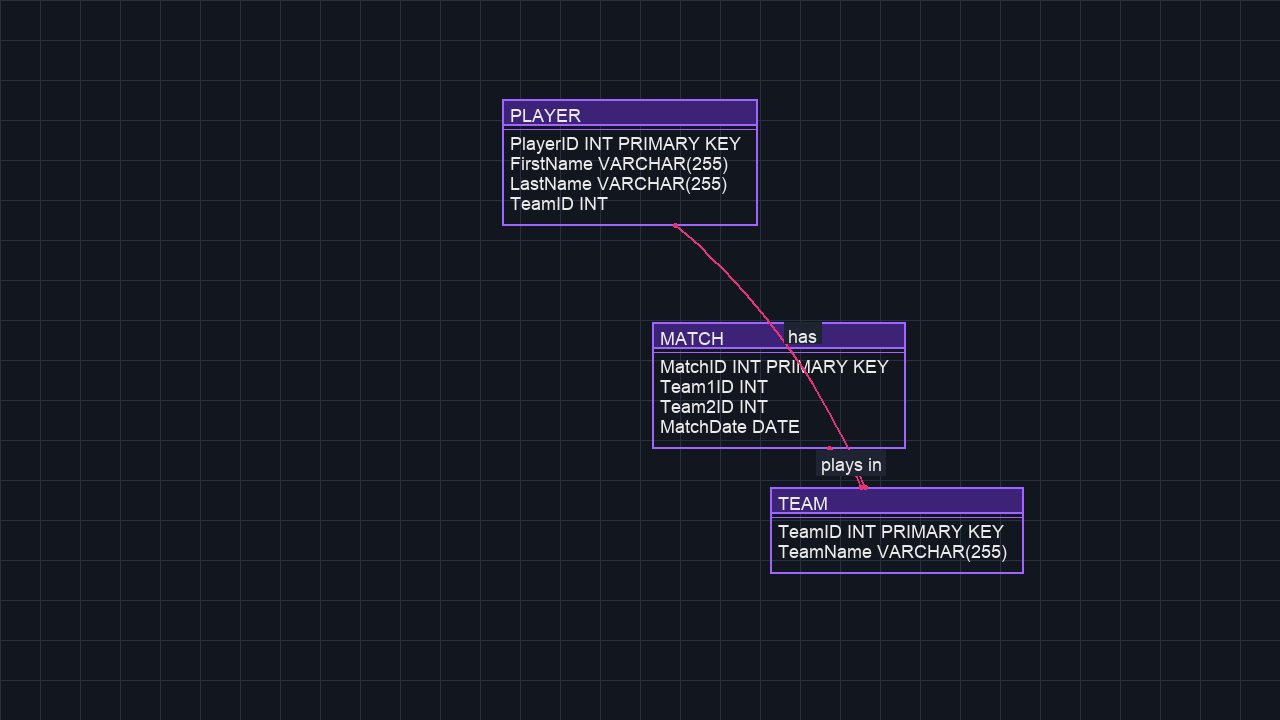 PLAYER
PlayerID INT PRIMARY KEY
FirstName VARCHAR(255)
LastName VARCHAR(255)
TeamID INT
has
MATCH
MatchID INT PRIMARY KEY
Team1ID INT
Team2ID INT
MatchDate DATE
plays in
TEAM
TeamID INT PRIMARY KEY
TeamName VARCHAR(255)